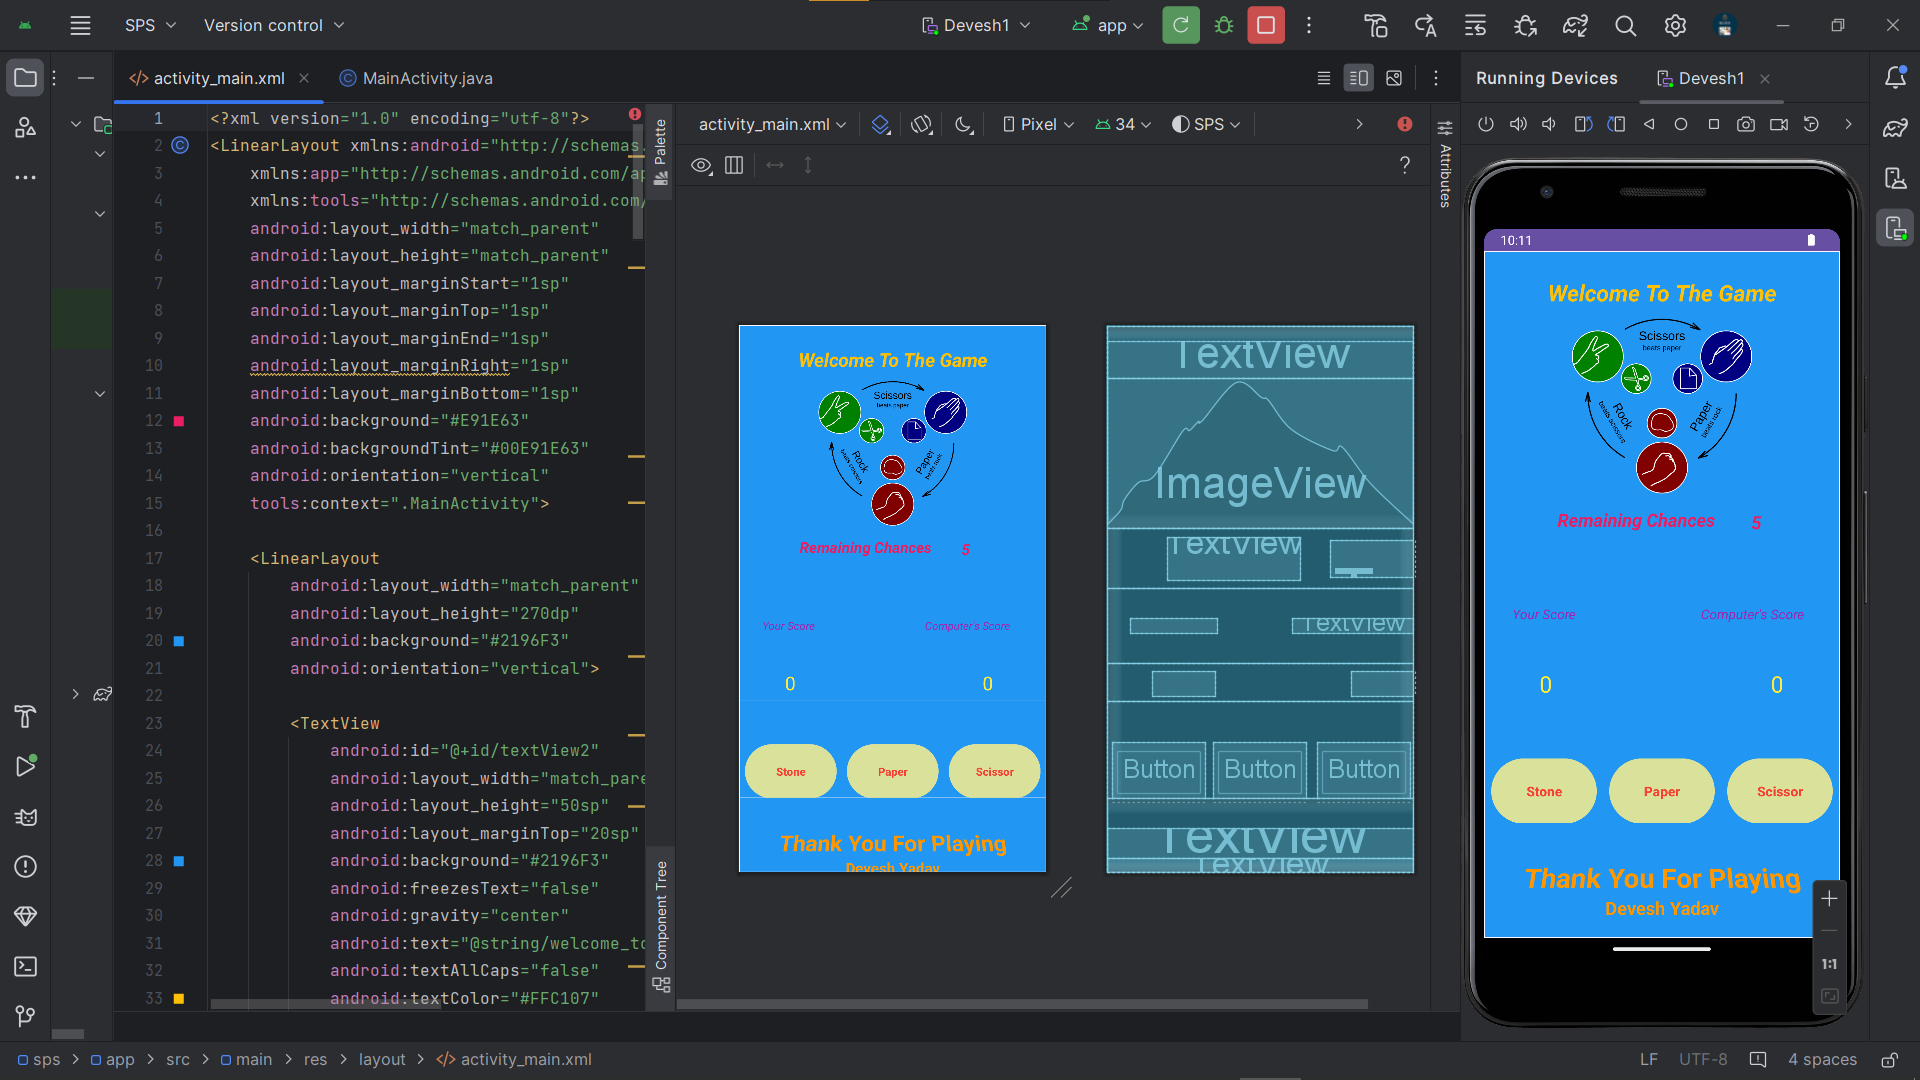 SPS
Version control
Devesh1
app
activity_main.xml
MainActivity.java
Running Devices
Devesh1
1 <?xml version="1.0" encoding="utf-8"?>
2 <LinearLayout xmlns:android="http://schemas.
3 xmlns:app="http://schemas.android.com/ap
4 xmlns:tools="http://schemas.android.com/
5 android:layout_width="match_parent"
6 android:layout_height="match_parent"
7 android:layout_marginStart="1sp"
8 android:layout_marginTop="1sp"
9 android:layout_marginEnd="1sp"
10 android:layout_marginRight="1sp"
11 android:layout_marginBottom="1sp"
12 android:background="#E91E63"
13 android:backgroundTint="#00E91E63"
14 android:orientation="vertical"
15 tools:context=".MainActivity">
16
17 <LinearLayout
18 android:layout_width="match_parent"
19 android:layout_height="270dp"
20 android:background="#2196F3"
21 android:orientation="vertical">
22
23 <TextView
24 android:id="@+id/textView2"
25 android:layout_width="match_pare
26 android:layout_height="50sp"
27 android:layout_marginTop="20sp"
28 android:background="#2196F3"
29 android:freezesText="false"
30 android:gravity="center"
31 android:text="@string/welcome_to
32 android:textAllCaps="false"
33 android:textColor="#FFC107"
Palette
Component Tree
activity_main.xml
Pixel
34
SPS
?
Attributes
Welcome To The Game
Scissors
beats paper
Rock
beats scissors
Paper
beats rock
Remaining Chances 5
Your Score
Computer's Score
0
0
Stone
Paper
Scissor
Thank You For Playing
Devesh Yadav
TextView
ImageView
TextView
TextView
Button
Button
Button
TextView
TextView
10:11
Welcome To The Game
Scissors
beats paper
Rock
beats scissors
Paper
beats rock
Remaining Chances 5
Your Score
Computer's Score
0
0
Stone
Paper
Scissor
Thank You For Playing
Devesh Yadav
1:1
sps > app > src > main > res > layout > activity_main.xml
LF
UTF-8
4 spaces